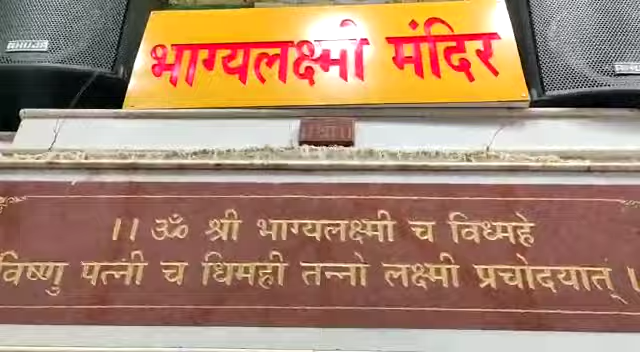 भाग्यलक्ष्मी मंदिर
।। ॐ श्री भाग्यलक्ष्मी च विध्महे
विष्णु पत्नी च धिमही तन्नो लक्ष्मी प्रचोदयात् ।